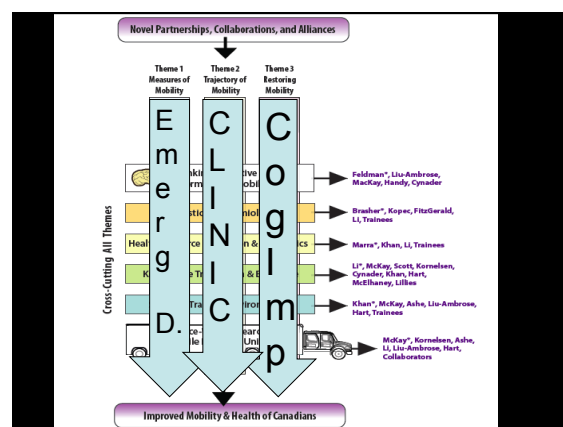 Novel Partnerships, Collaborations, and Alliances
Theme 1
Measures of
Mobility
Theme 2
Trajectory of
Mobility
Theme 3
Restoring
Mobility
Emerg D.
CLINIC
CogImp
Cross-Cutting All Themes
Feldman*, Liu-Ambrose,
MacKay, Handy, Cynader
Brasher*, Kopec, FitzGerald,
Li, Trainees
Marra*, Khan, Li, Trainees
Li*, McKay, Scott, Kornelsen,
Cynader, Khan, Hart,
McElhaney, Lillies
Khan*, McKay, Ashe, Liu-Ambrose,
Hart, Trainees
McKay*, Kornelsen, Ashe,
Li, Liu-Ambrose, Hart,
Collaborators
Improved Mobility & Health of Canadians